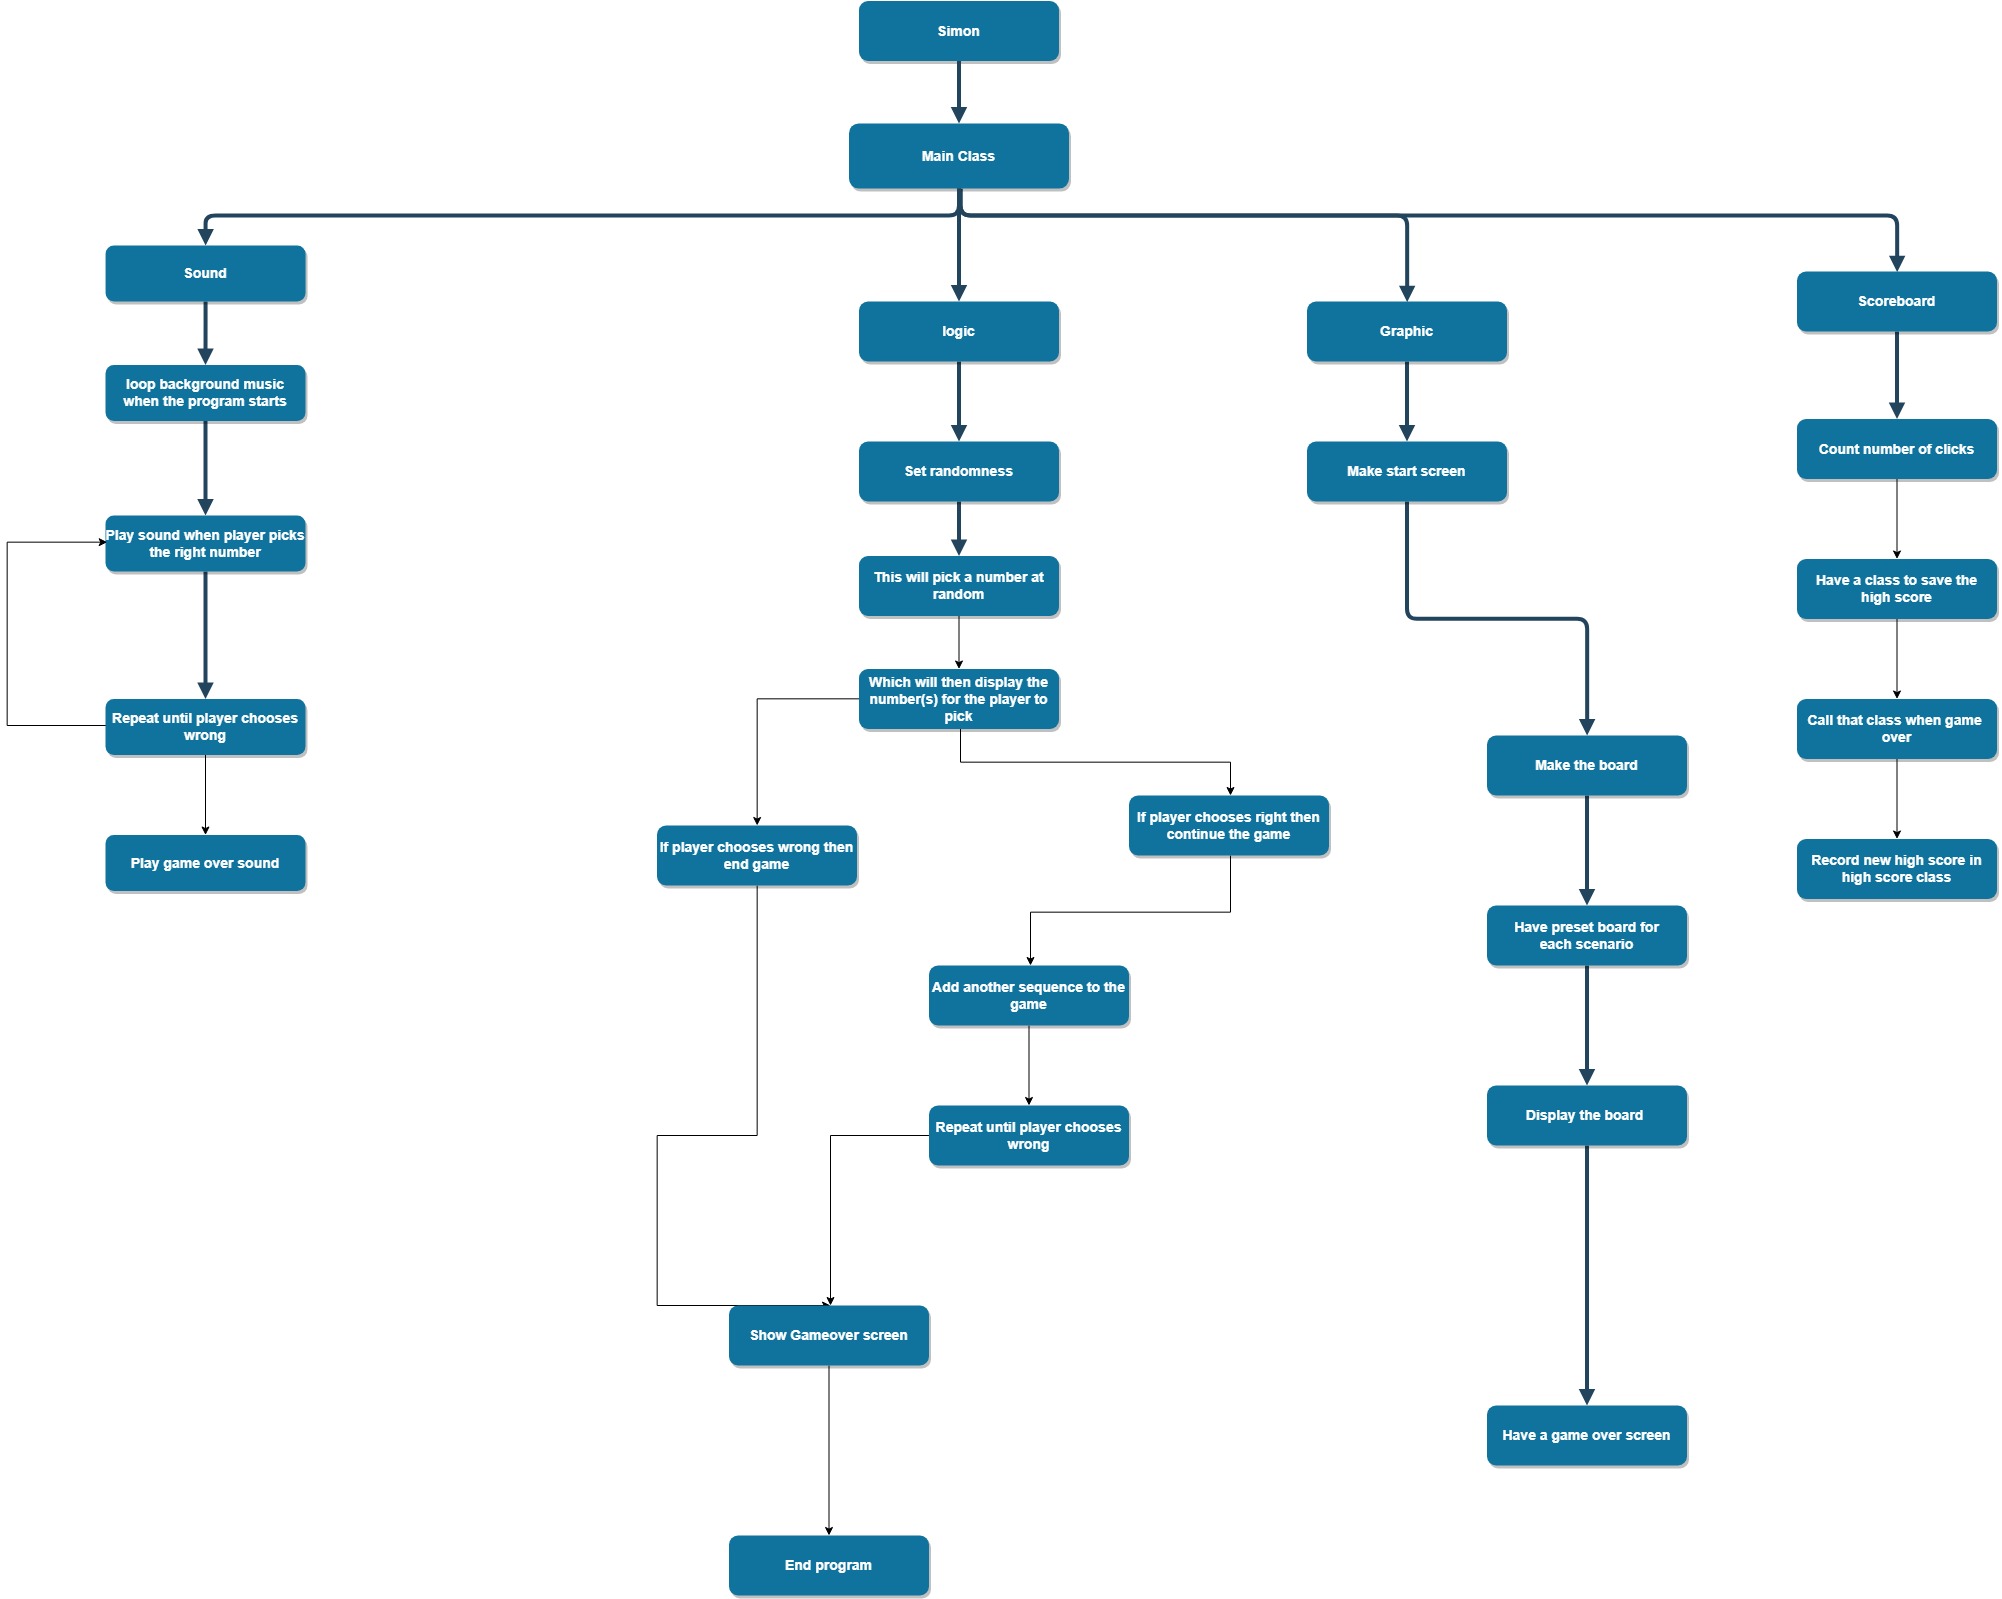 Simon
Main Class
Sound
loop background music
when the program starts
Play sound when player picks
the right number
Repeat until player chooses
wrong
Play game over sound
logic
Set randomness
This will pick a number at
random
Which will then display the
number(s) for the player to
pick
If player chooses wrong then
end game
If player chooses right then
continue the game
Add another sequence to the
game
Repeat until player chooses
wrong
Show Gameover screen
End program
Graphic
Make start screen
Make the board
Have preset board for
each scenario
Display the board
Have a game over screen
Scoreboard
Count number of clicks
Have a class to save the
high score
Call that class when game
over
Record new high score in
high score class